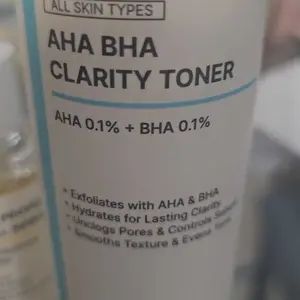 ALL SKIN TYPES
AHA BHA
CLARITY TONER
AHA 0.1% + BHA 0.1%
• Exfoliates with AHA & BHA
• Hydrates for Lasting Clarity
• Unclogs Pores & Controls
• Smooths Texture & Evens